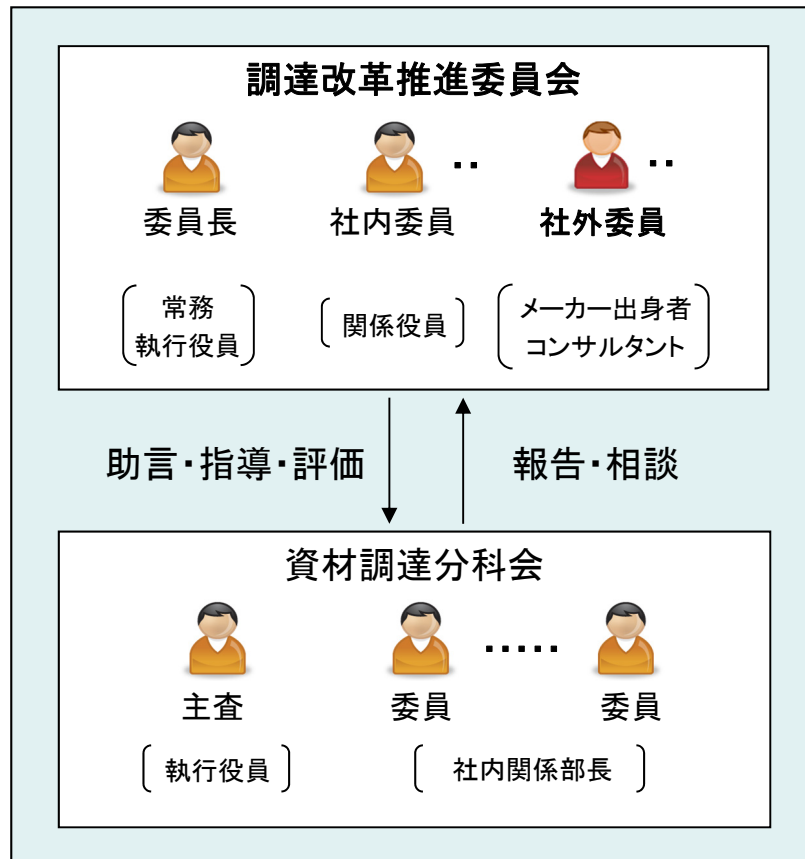 調達改革推進委員会
委員長 社内委員 ‥ 社外委員 ‥
常務
執行役員
関係役員
メーカー出身者
コンサルタント
助言・指導・評価 報告・相談
資材調達分科会
主査 委員 ・・・・・ 委員
執行役員 社内関係部長